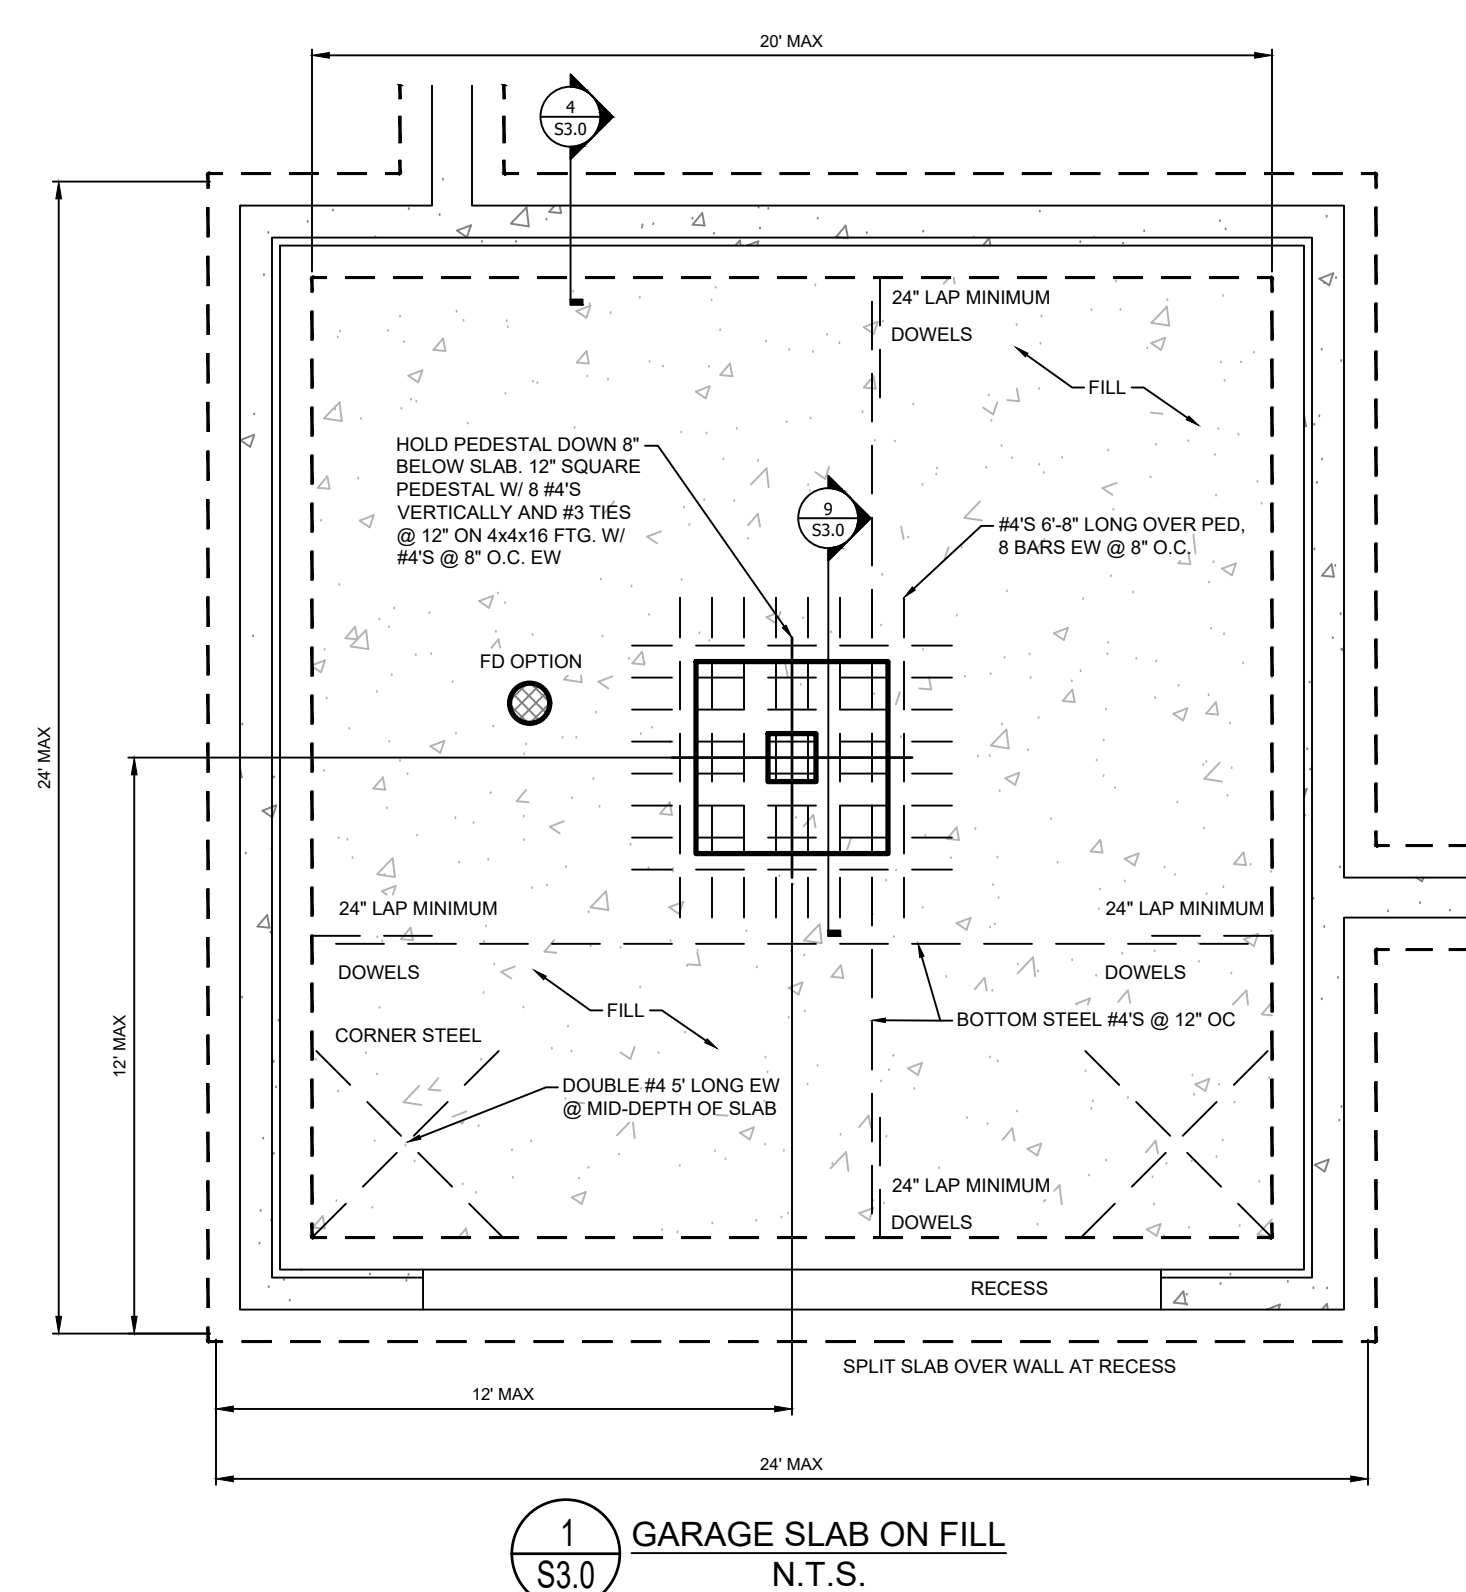 20' MAX
4
S3.0
24" LAP MINIMUM
DOWELS
FILL
HOLD PEDESTAL DOWN 8"
BELOW SLAB. 12" SQUARE
PEDESTAL W/ 8 #4'S
VERTICALLY AND #3 TIES
@ 12" ON 4x4x16 FTG. W/
#4'S @ 8" O.C. EW
9
S3.0
#4'S 6'-8" LONG OVER PED,
8 BARS EW @ 8" O.C.
FD OPTION
24' MAX
24" LAP MINIMUM
24" LAP MINIMUM
DOWELS
DOWELS
FILL
BOTTOM STEEL #4'S @ 12" OC
12' MAX
CORNER STEEL
DOUBLE #4 5' LONG EW
@ MID-DEPTH OF SLAB
24" LAP MINIMUM
DOWELS
RECESS
SPLIT SLAB OVER WALL AT RECESS
12' MAX
24' MAX
1
S3.0
GARAGE SLAB ON FILL
N.T.S.